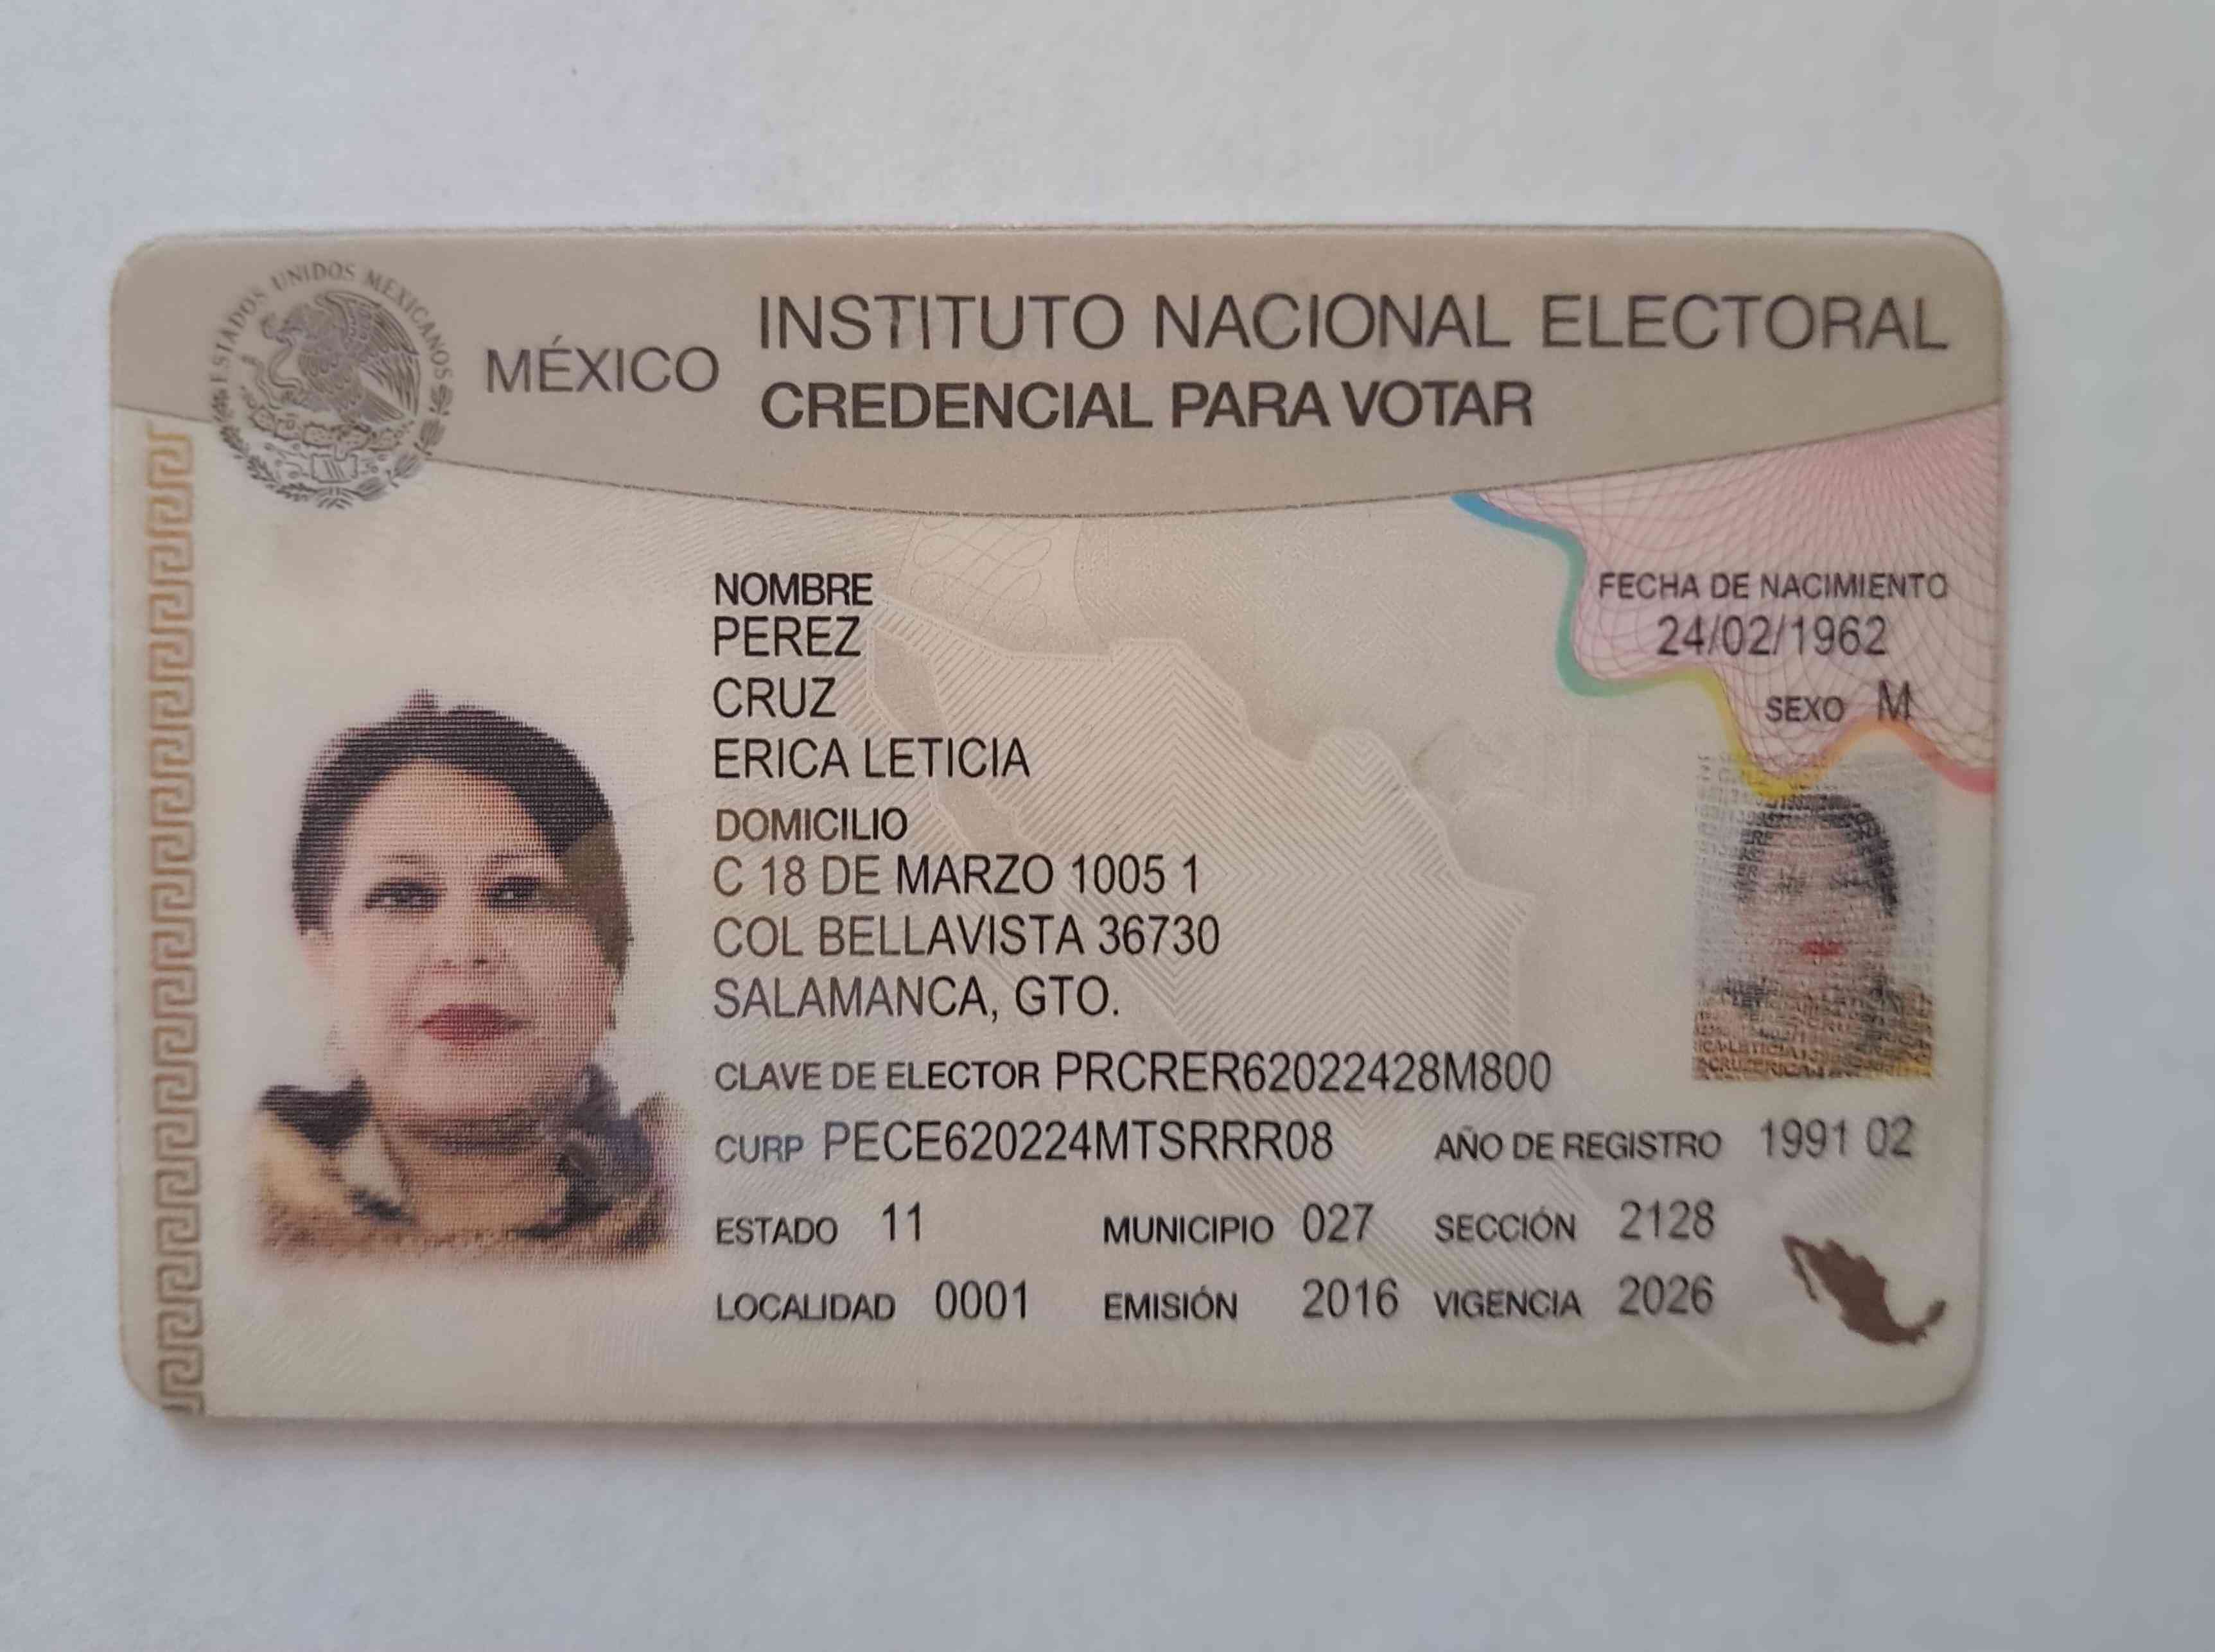 ESTADOS UNIDOS MEXICANOS
MÉXICO
INSTITUTO NACIONAL ELECTORAL
CREDENCIAL PARA VOTAR
NOMBRE
PEREZ
CRUZ
ERICA LETICIA
FECHA DE NACIMIENTO
24/02/1962
SEXO M
DOMICILIO
C 18 DE MARZO 1005 1
COL BELLAVISTA 36730
SALAMANCA, GTO.
CLAVE DE ELECTOR PRCRER62022428M800
CURP PECE620224MTSRRR08 AÑO DE REGISTRO 1991 02
ESTADO 11 MUNICIPIO 027 SECCIÓN 2128
LOCALIDAD 0001 EMISIÓN 2016 VIGENCIA 2026